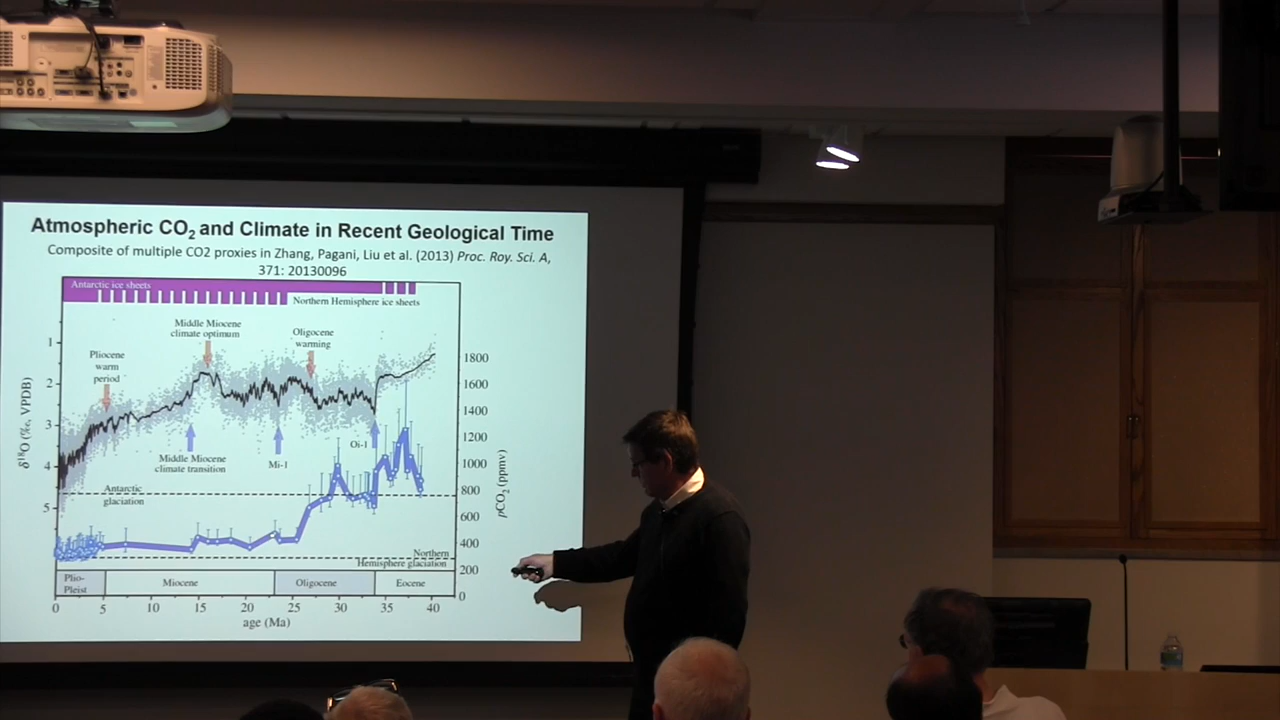 Atmospheric CO2 and Climate in Recent Geological Time
Composite of multiple CO2 proxies in Zhang, Pagani, Liu et al. (2013) Proc. Roy. Sci. A,
371: 20130096
Antarctic ice sheets
Northern Hemisphere ice sheets
Middle Miocene
climate optimum
Oligocene
warming
Pliocene
warm
period
1
2
3
4
5
δ18O (‰, VPDB)
1800
1600
1400
1200
1000
800
600
400
200
0
pCO2 (ppmv)
Middle Miocene
climate transition
Mi-1
Oi-1
Antarctic
glaciation
Northern
Hemisphere glaciation
Plio-
Pleist
Miocene
Oligocene
Eocene
0 5 10 15 20 25 30 35 40
age (Ma)